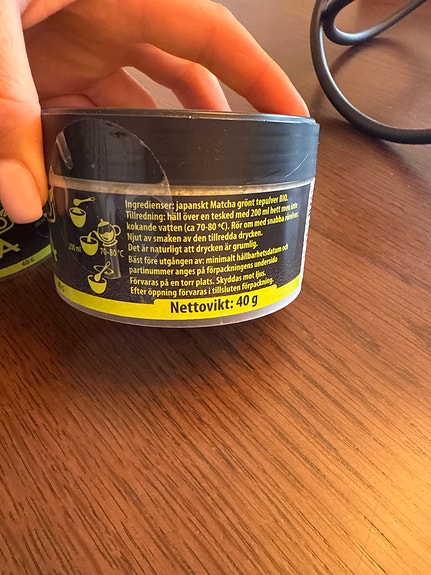 Ingredienser: japanskt Matcha grönt tepulver BIO.
Tillredning: häll över en tesked med 200 ml hett men inte
kokande vatten (ca 70-80 ºC). Rör om med snabba rörelser.
Njut av smaken av den tillredda drycken.
Det är naturligt att drycken är grumlig.
Bäst före utgången av: minimalt hållbarhetsdatum och
partinummer anges på förpackningens undersida
Förvaras på en torr plats. Skyddas mot ljus.
Efter öppning förvaras i tillsluten förpackning.
Nettovikt: 40 g
200 ml
70-80 ºC
A
40 G